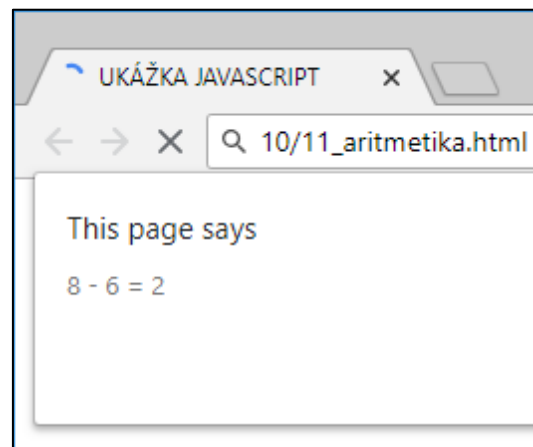 UKÁŽKA JAVASCRIPT
10/11_aritmetika.html
This page says
8 - 6 = 2